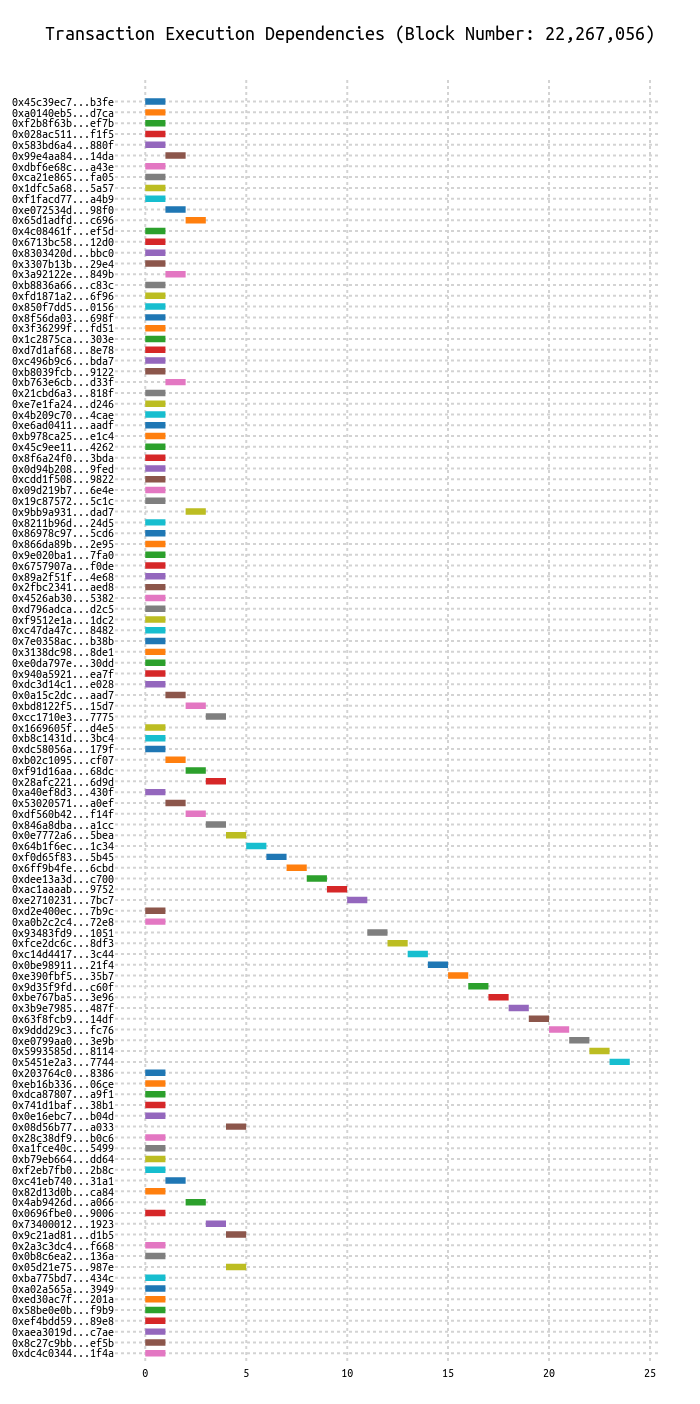 Transaction Execution Dependencies (Block Number: 22,267,056)
0x45c39ec7...b3fe
0xa0140eb5...d7ca
0xf2b8f63b...ef7b
0x028ac511...f1f5
0x583bd6a4...880f
0x99e4aa84...14da
0xdbf6e68c...a43e
0xca21e865...fa05
0x1dfc5a68...5a57
0xf1facd77...a4b9
0xe072534d...98f0
0x65d1adfd...c696
0x4c08461f...ef5d
0x6713bc58...12d0
0x8303420d...bbc0
0x3307b13b...29e4
0x3a92122e...849b
0xb8836a66...c83c
0xfd1871a2...6f96
0x850f7dd5...0156
0x8f56da03...698f
0x3f36299f...fd51
0x1c2875ca...303e
0xd7d1af68...8e78
0xc496b9c6...bda7
0xb8039fcb...9122
0xb763e6cb...d33f
0x21cbd6a3...818f
0xe7e1fa24...d246
0x4b209c70...4cae
0xe6ad0411...aadf
0xb978ca25...e1c4
0x45c9ee11...4262
0x8f6a24f0...3bda
0x0d94b208...9fed
0xcdd1f508...9822
0x09d219b7...6e4e
0x19c87572...5c1c
0x9bb9a931...dad7
0x8211b96d...24d5
0x86978c97...5cd6
0x866da89b...2e95
0x9e020ba1...7fa0
0x6757907a...f0de
0x89a2f51f...4e68
0x2fbc2341...aed8
0x4526ab30...5382
0xd796adca...d2c5
0xf9512e1a...1dc2
0xc47da47c...8482
0x7e0358ac...b38b
0x3138dc98...8de1
0xe0da797e...30dd
0x940a5921...ea7f
0xdc3d14c1...e028
0x0a15c2dc...aad7
0xbd8122f5...15d7
0xcc1710e3...7775
0x1669605f...d4e5
0xb8c1431d...3bc4
0xdc58056a...179f
0xb02c1095...cf07
0xf91d16aa...68dc
0x28afc221...6d9d
0xa40ef8d3...430f
0x53020571...a0ef
0xdf560b42...f14f
0x846a8dba...a1cc
0x0e7772a6...5bea
0x64b1f6ec...1c34
0xf0d65f83...5b45
0x6ff9b4fe...6cbd
0xdee13a3d...c700
0xac1aaaab...9752
0xe2710231...7bc7
0xd2e400ec...7b9c
0xa0b2c2c4...72e8
0x93483fd9...1051
0xfce2dc6c...8df3
0xc14d4417...3c44
0x0be98911...21f4
0xe390fbf5...35b7
0x9d35f9fd...c60f
0xbe767ba5...3e96
0x3b9e7985...487f
0x63f8fcb9...14df
0x9ddd29c3...fc76
0xe0799aa0...3e9b
0x5993585d...8114
0x5451e2a3...7744
0x203764c0...8386
0xeb16b336...06ce
0xdca87807...a9f1
0x741d1baf...38b1
0x0e16ebc7...b04d
0x08d56b77...a033
0x28c38df9...b0c6
0xa1fce40c...5499
0xb79eb664...dd64
0xf2eb7fb0...2b8c
0xc41eb740...31a1
0x82d13d0b...ca84
0x4ab9426d...a066
0x0696fbe0...9006
0x73400012...1923
0x9c21ad81...d1b5
0x2a3c3dc4...f668
0x0b8c6ea2...136a
0x05d21e75...987e
0xba775bd7...434c
0xa02a565a...3949
0xed30ac7f...201a
0x58be0e0b...f9b9
0xef4bdd59...89e8
0xaea3019d...c7ae
0x8c27c9bb...ef5b
0xdc4c0344...1f4a
0 5 10 15 20 25